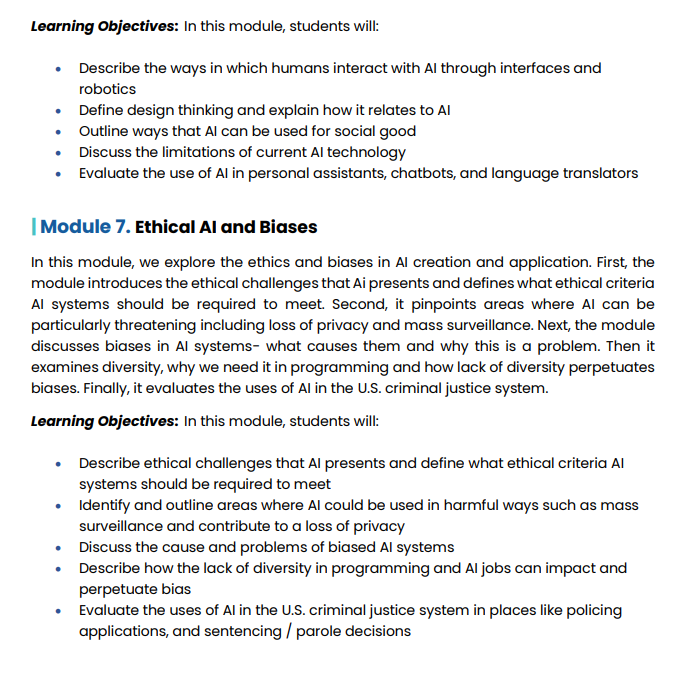 Learning Objectives: In this module, students will:
• Describe the ways in which humans interact with AI through interfaces and
robotics
• Define design thinking and explain how it relates to AI
• Outline ways that AI can be used for social good
• Discuss the limitations of current AI technology
• Evaluate the use of AI in personal assistants, chatbots, and language translators
| Module 7. Ethical AI and Biases
In this module, we explore the ethics and biases in AI creation and application. First, the
module introduces the ethical challenges that Ai presents and defines what ethical criteria
AI systems should be required to meet. Second, it pinpoints areas where AI can be
particularly threatening including loss of privacy and mass surveillance. Next, the module
discusses biases in AI systems- what causes them and why this is a problem. Then it
examines diversity, why we need it in programming and how lack of diversity perpetuates
biases. Finally, it evaluates the uses of AI in the U.S. criminal justice system.
Learning Objectives: In this module, students will:
• Describe ethical challenges that AI presents and define what ethical criteria AI
systems should be required to meet
• Identify and outline areas where AI could be used in harmful ways such as mass
surveillance and contribute to a loss of privacy
• Discuss the cause and problems of biased AI systems
• Describe how the lack of diversity in programming and AI jobs can impact and
perpetuate bias
• Evaluate the uses of AI in the U.S. criminal justice system in places like policing
applications, and sentencing / parole decisions